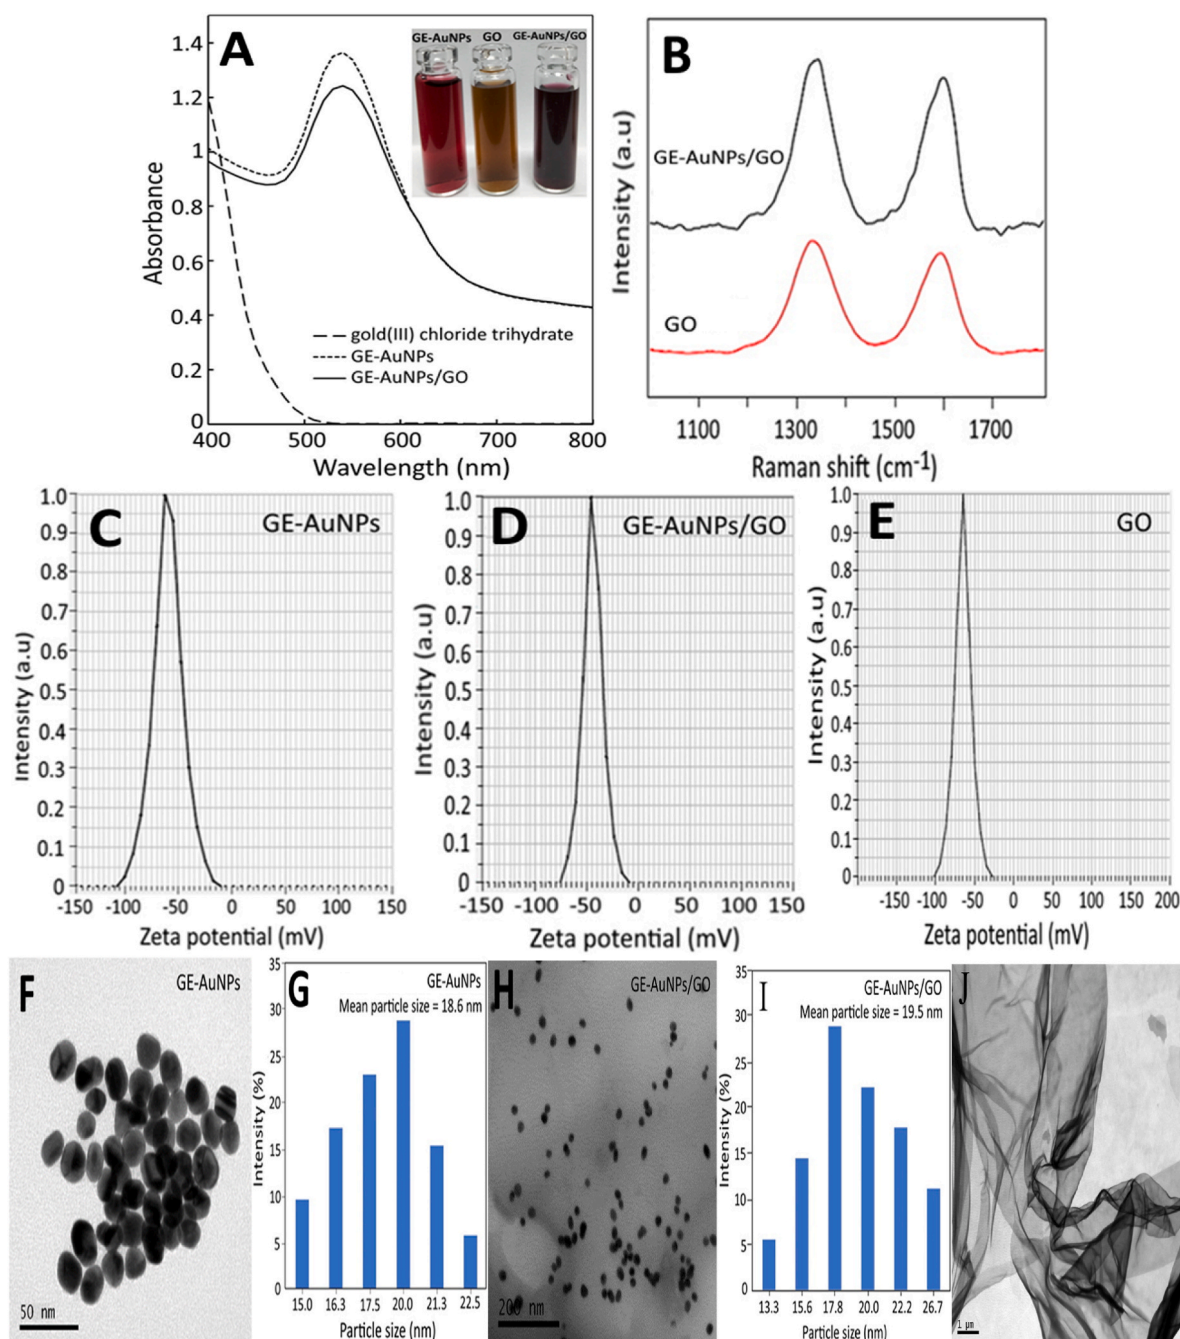 A
GE-AuNPs GO GE-AuNPs/GO
1.4
1.2
1
0.8
0.6
0.4
0.2
0
Absorbance
gold(III) chloride trihydrate
GE-AuNPs
GE-AuNPs/GO
400 500 600 700 800
Wavelength (nm)
B
GE-AuNPs/GO
GO
Intensity (a.u)
1100 1300 1500 1700
Raman shift (cm-1)
C
GE-AuNPs
1.0
0.9
0.8
0.7
0.6
0.5
0.4
0.3
0.2
0.1
0
Intensity (a.u)
-150 -100 -50 0 50 100 150
Zeta potential (mV)
D
GE-AuNPs/GO
1.0
0.9
0.8
0.7
0.6
0.5
0.4
0.3
0.2
0.1
0
Intensity (a.u)
-150 -100 -50 0 50 100 150
Zeta potential (mV)
E
GO
1.0
0.9
0.8
0.7
0.6
0.5
0.4
0.3
0.2
0.1
0
Intensity (a.u)
-150 -100 -50 0 50 100 150 200
Zeta potential (mV)
F
GE-AuNPs
50 nm
G
GE-AuNPs
Mean particle size = 18.6 nm
35
30
25
20
15
10
5
0
Intensity (%)
15.0 16.3 17.5 20.0 21.3 22.5
Particle size (nm)
H
GE-AuNPs/GO
200 nm
I
GE-AuNPs/GO
Mean particle size = 19.5 nm
35
30
25
20
15
10
5
0
Intensity (%)
13.3 15.6 17.8 20.0 22.2 26.7
Particle size (nm)
J
1 µm